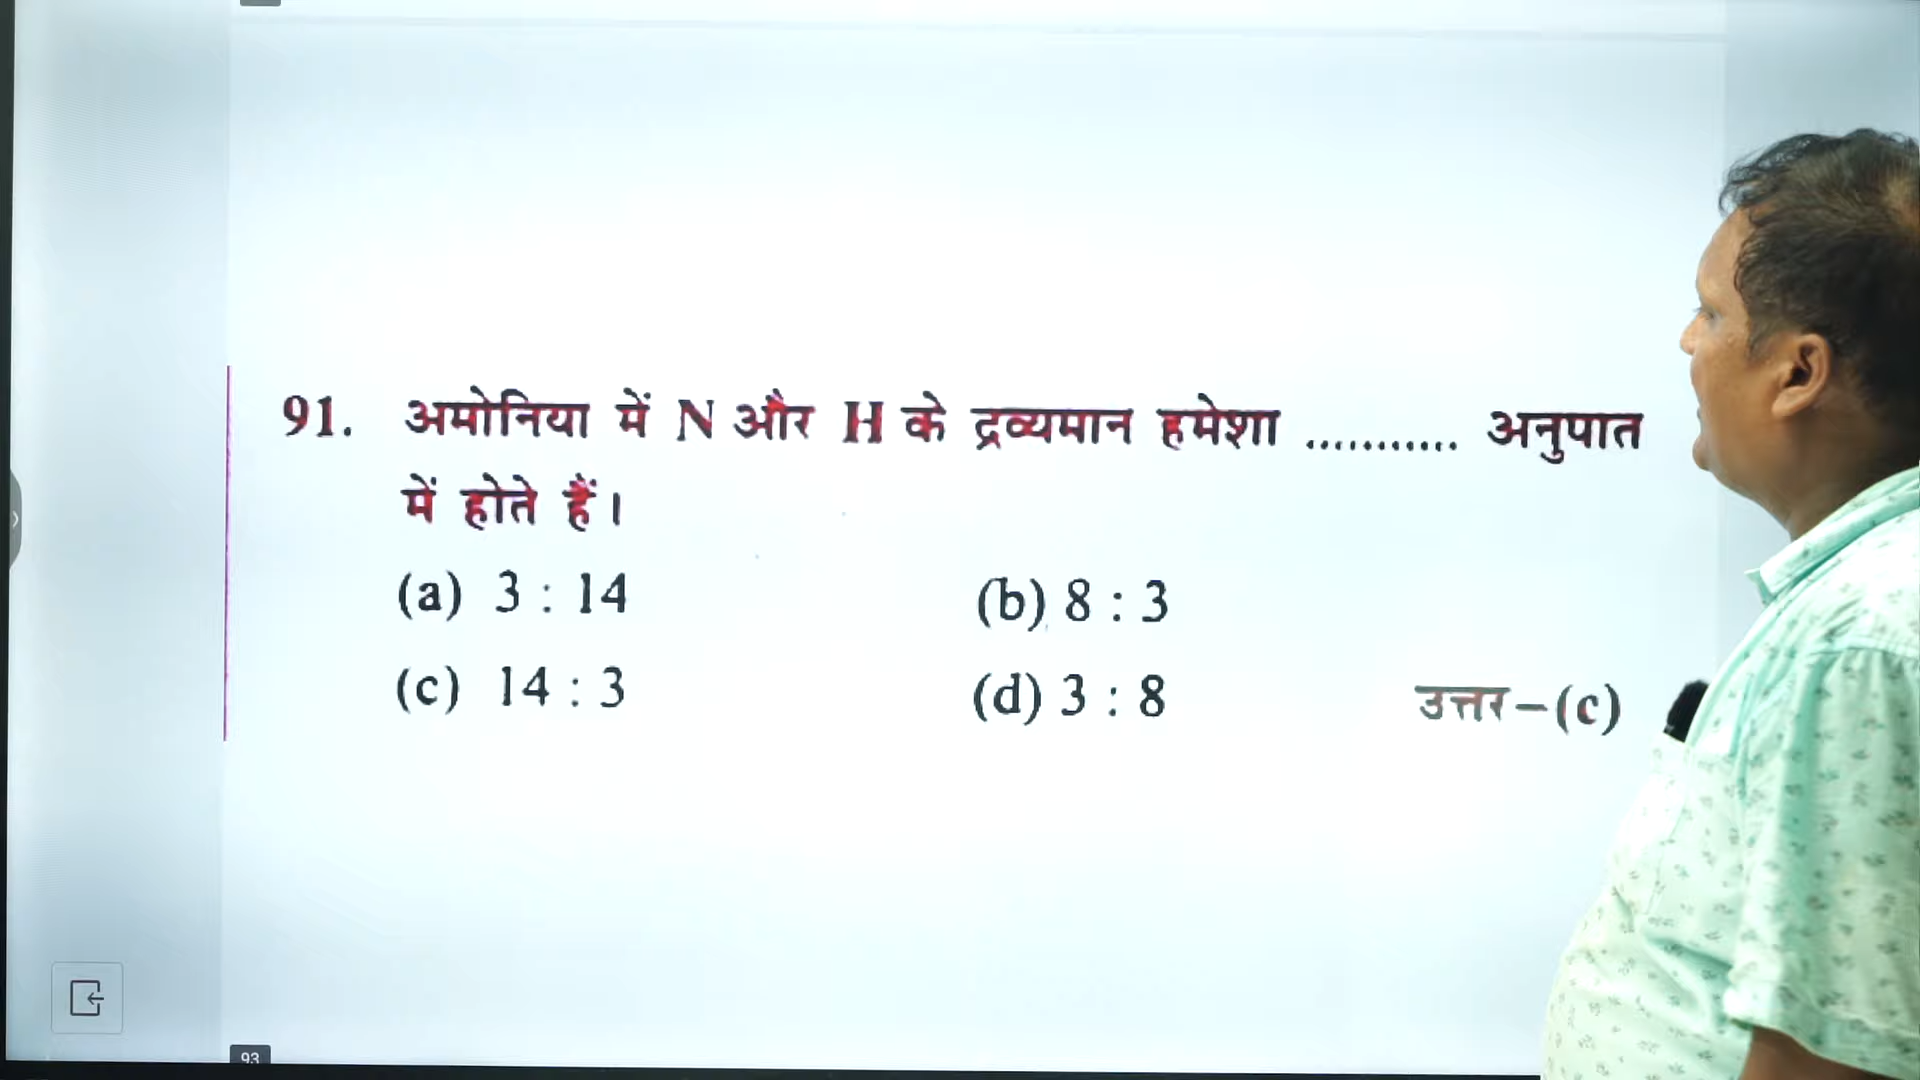 91. अमोनिया में N और H के द्रव्यमान हमेशा ........... अनुपात
में होते हैं।
(a) 3 : 14 (b) 8 : 3
(c) 14 : 3 (d) 3 : 8 उत्तर–(c)
93